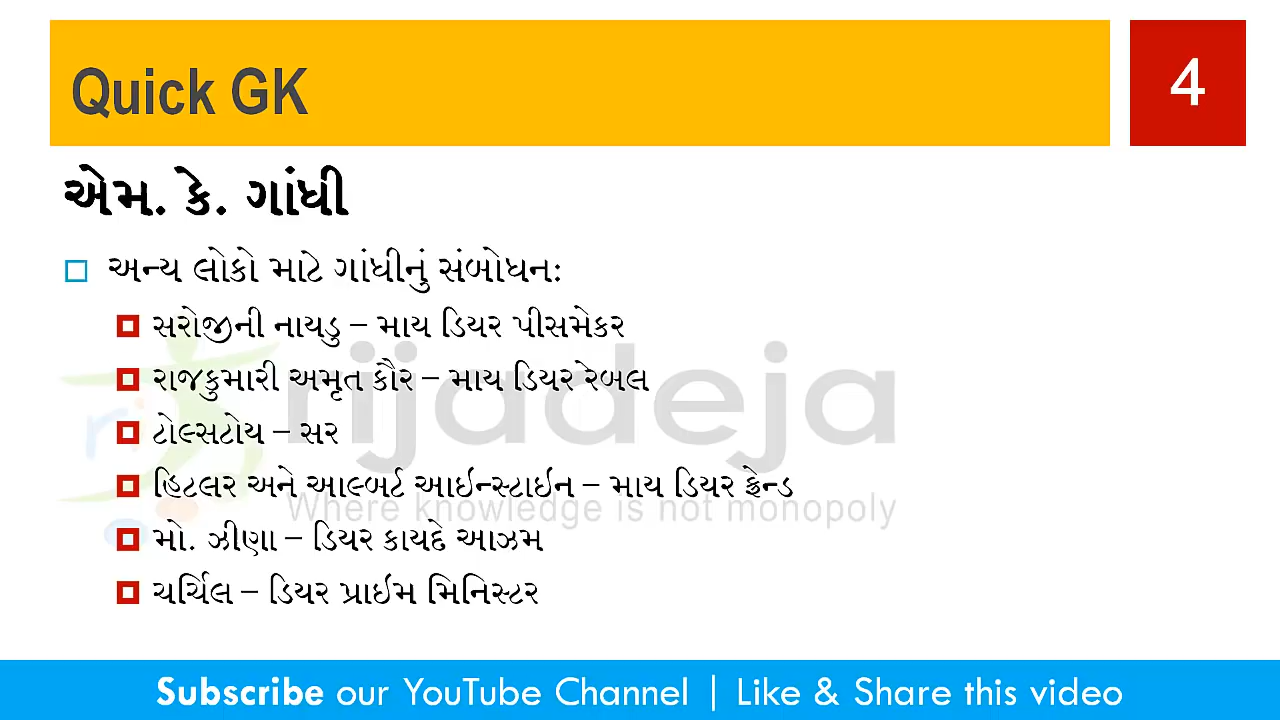 Quick GK
4
એમ. કે. ગાંધી
અન્ય લોકો માટે ગાંધીનું સંબોધનઃ
સરોજીની નાયડુ – માય ડિયર પીસમેકર
રાજકુમારી અમૃત કૌર – માય ડિયર રેબલ
ટોલ્સટોય – સર
હિટલર અને આલ્બર્ટ આઈન્સ્ટાઈન – માય ડિયર ફ્રેન્ડ
મો. ઝીણા – ડિયર કાયદે આઝમ
ચર્ચિલ – ડિયર પ્રાઈમ મિનિસ્ટર
rj
rijadeja
Where knowledge is not monopoly
Subscribe our YouTube Channel | Like & Share this video